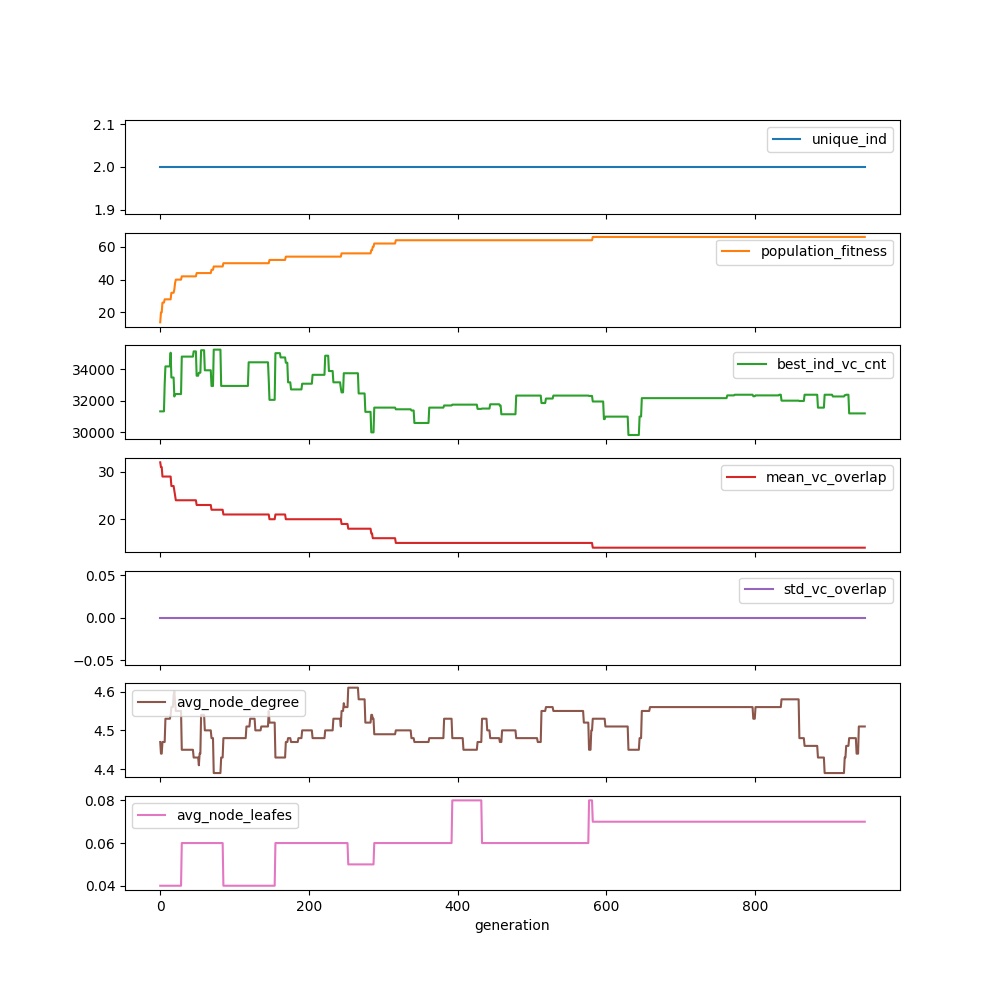 2.1
2.0
1.9
unique_ind
60
40
20
population_fitness
34000
32000
30000
best_ind_vc_cnt
30
20
mean_vc_overlap
0.05
0.00
−0.05
std_vc_overlap
4.6
4.5
4.4
avg_node_degree
0.08
0.06
0.04
avg_node_leafes
0 200 400 600 800
generation